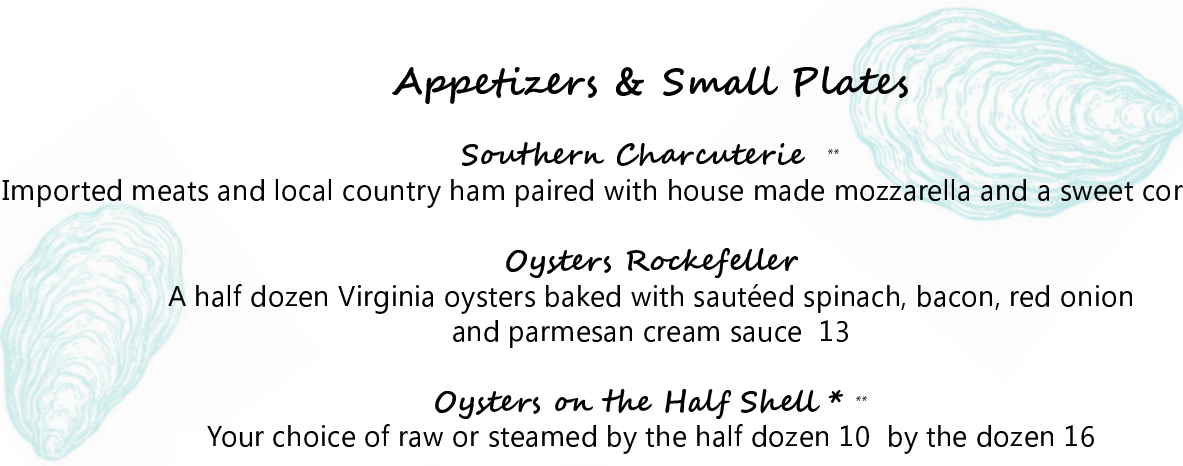 Appetizers & Small Plates
Southern Charcuterie **
Imported meats and local country ham paired with house made mozzarella and a sweet cor
Oysters Rockefeller
A half dozen Virginia oysters baked with sautéed spinach, bacon, red onion
and parmesan cream sauce 13
Oysters on the Half Shell * **
Your choice of raw or steamed by the half dozen 10 by the dozen 16